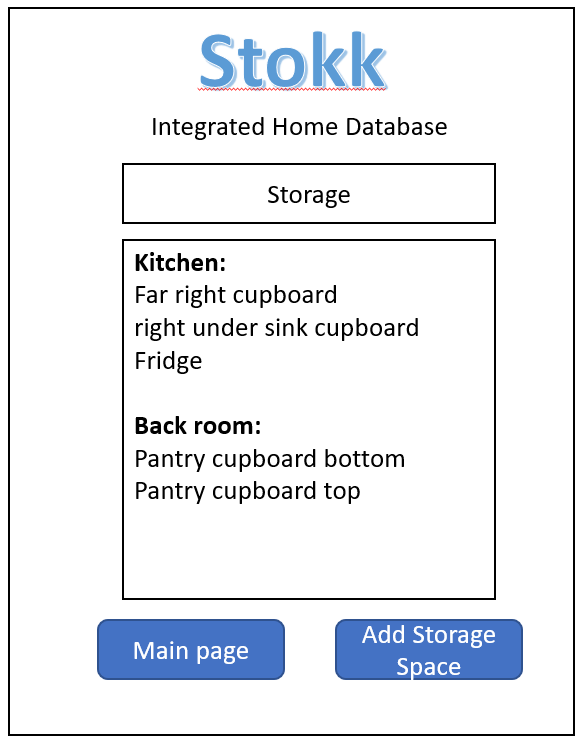 Stokk
Integrated Home Database
Storage
Kitchen:
Far right cupboard
right under sink cupboard
Fridge
Back room:
Pantry cupboard bottom
Pantry cupboard top
Main page
Add Storage
Space